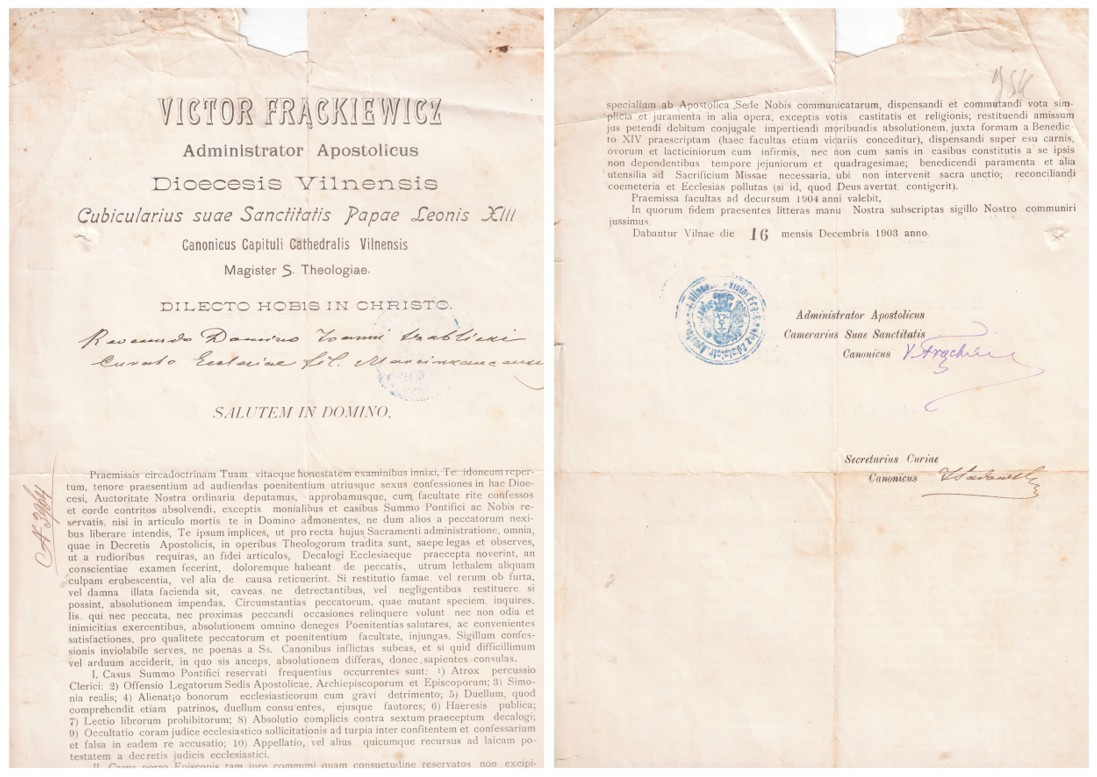 VICTOR FRĄCKIEWICZ
Administrator Apostolicus
Dioecesis Vilnensis
Cubicularius suae Sanctitatis Papae Leonis XIII
Canonicus Capituli Cathedralis Vilnensis
Magister S. Theologiae.
DILECTO HOBIS IN CHRISTO.
Reverendo Domino Joanni
Curato Ecclesiae fil.
SALUTEM IN DOMINO.
Praemissis circadoctrinam Tuam vitaeque honestatem examinibus innixi, Te idoneum reper-
tum, tenore praesentium ad audiendas poenitentium utriusque sexus confessiones in hac Dioe-
cesi, Auctoritate Nostra ordinaria deputamus, approbamusque, cum facultate rite confessos
et corde contritos absolvendi, exceptis monialibus et casibus Summo Pontifici ac Nobis re-
servatis, nisi in articulo mortis te in Domino admonentes, ne dum alios a peccatorum nexi-
bus liberare intendis, Te ipsum implices, ut pro recta hujus Sacramenti administratione, omnia,
quae in Decretis Apostolicis, in operibus Theologorum tradita sunt, saepe legas et observes,
ut a rudioribus requiras, an fidei articulos, Decalogi Ecclesiaeque praecepta noverint, an
conscientiae examen fecerint, doloremque habeant de peccatis, utrum lethalem aliquam
culpam erubescentia, vel alia de causa reticuerint. Si restitutio famae, vel rerum ob furta,
vel damna illata facienda sit, caveas ne detrectantibus, vel negligentibus restituere, si
possint, absolutionem impendas. Circumstantias peccatorum, quae mutant speciem, inquires,
Iis. qui nec peccata, nec proximas peccandi occasiones relinquere volunt nec non odia et
inimicitias exercentibus, absolutionem omnino deneges Poenitentias salutares, ac convenientes
satisfactiones, pro qualitete peccatorum et poenitentium facultate, injungas. Sigillum confes-
sionis inviolabile serves, ne poenas a Ss. Canonibus inflictas subeas, et si quid difficillimum
vel arduum acciderit, in quo sis anceps, absolutionem differas, donec sapientes consulas.
I. Casus Summo Pontifici reservati frequentius occurrentes sunt: 1) Atrox percussio
Clerici: 2) Offensio Legatorum Sedis Apostolicae, Archiepiscoporum et Episcoporum; 3) Simo-
nia realis; 4) Alienatio bonorum ecclesiasticorum cum gravi detrimento; 5) Duellum, quod
comprehendit etiam patrinos, duellum consulentes, ejusque fautores; 6) Haeresis publica;
7) Lectio librorum prohibitorum; 8) Absolutio complicis contra sextum praeceptum decalogi;
9) Occultatio coram judice ecclesiastico sollicitationis ad turpia inter confitentem et confessarium
et falsa in eadem re accusatio; 10) Appellatio, vel alius quicumque recursus ad laicam po-
testatem a decretis judicis ecclesiastici.
II. Casus porro Episcopis tam jure communi quam consuetudine reservatos non excipi-
specialium ab Apostolica Sede Nobis communicatarum, dispensandi et commutandi vota sim-
plicia et juramenta in alia opera, exceptis votis castitatis et religionis; restituendi amissum
jus petendi debitum conjugale impertiendi moribundis absolutionem, juxta formam a Benedic-
to XIV praescriptam (haec facultas etiam vicariis conceditur), dispensandi super esu carnis,
ovorum et lacticiniorum cum infirmis, nec non cum sanis in casibus constitutis a se ipsis
non dependentibus tempore jejuniorum et quadragesimae; benedicendi paramenta et alia
utensilia ad Sacrificium Missae necessaria, ubi non intervenit sacra unctio; reconciliandi
coemeteria et Ecclesias pollutas (si id, quod Deus avertat, contigerit).
Praemissa facultas ad decursum 1904 anni valebit,
In quorum fidem praesentes litteras manu Nostra subscriptas sigillo Nostro communiri
jussimus.
Dabantur Vilnae die 16 mensis Decembris 1903 anno.
Administrator Apostolicus
Camerarius Suae Sanctitatis
Canonicus V. Frąckiewicz
Secretarius Curiae
Canonicus